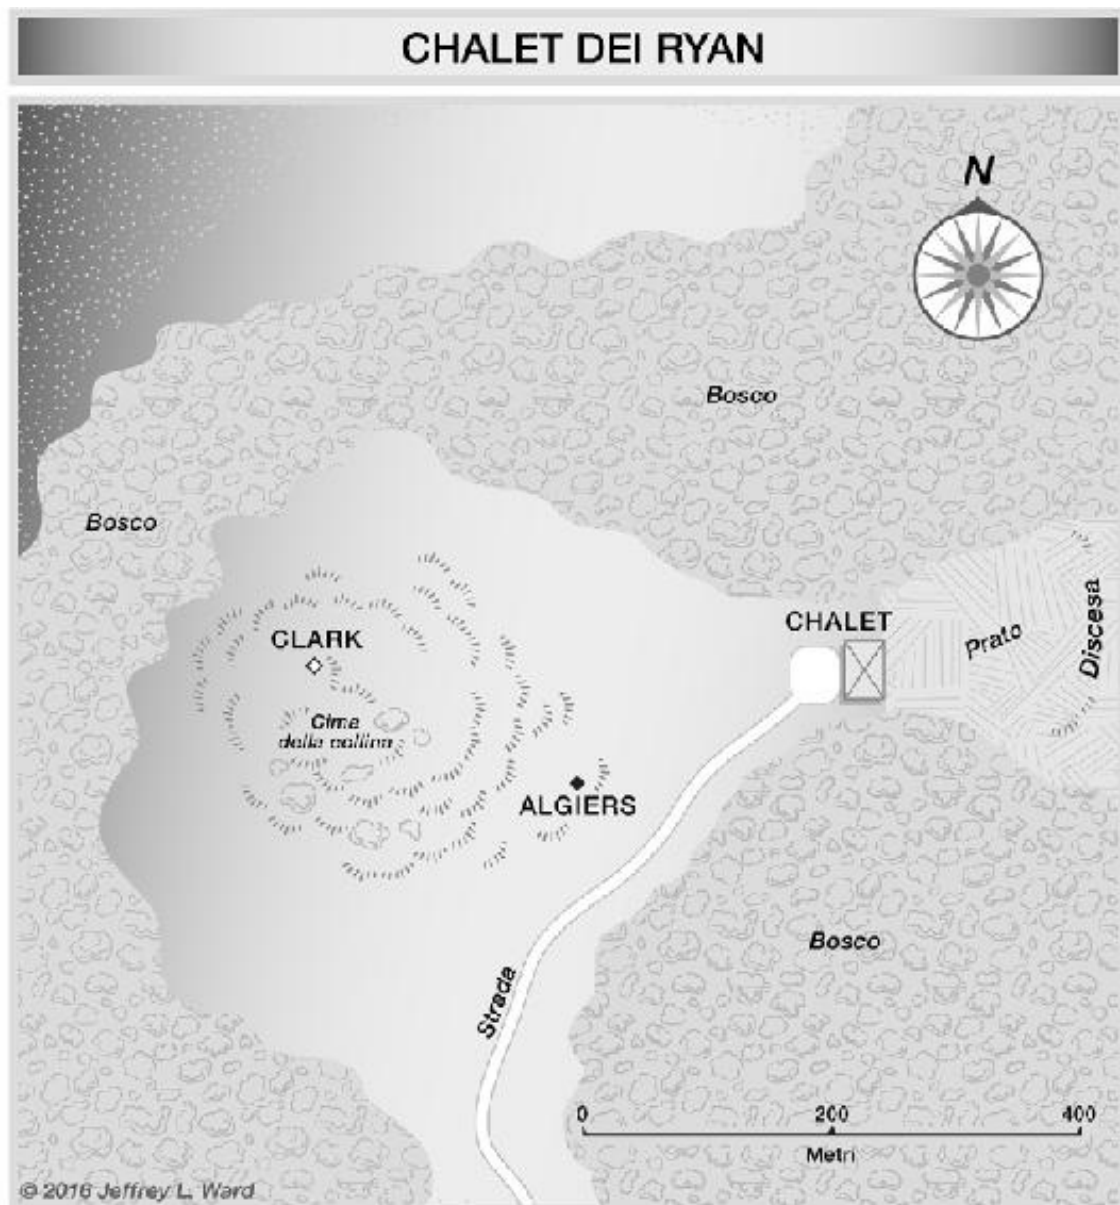 CHALET DEI RYAN
N
Bosco
Bosco
CHALET
Prato
Discesa
CLARK
Cima
della collina
ALGIERS
Bosco
Strada
0 200 400
Metri
© 2016 Jeffrey L. Ward